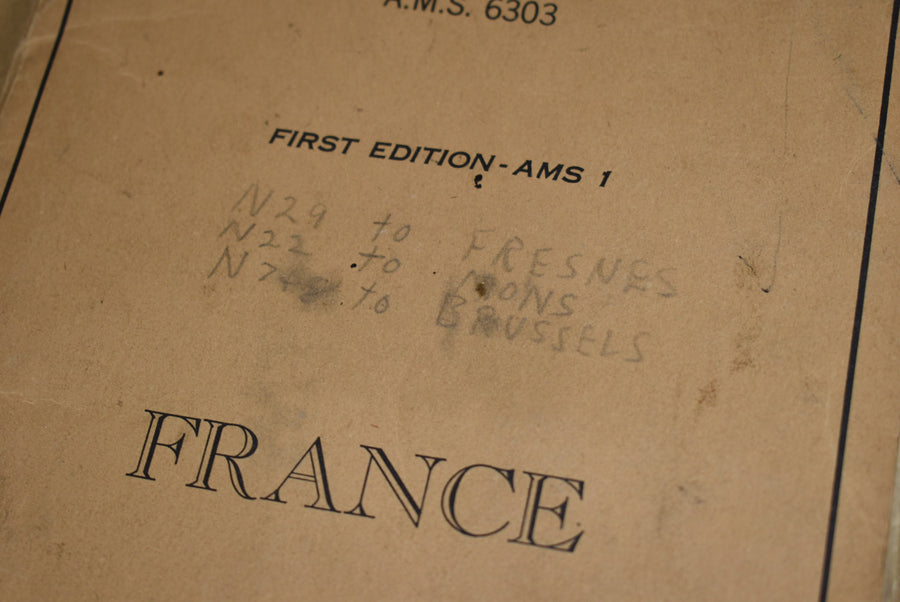 A.M.S. 6303
FIRST EDITION - AMS 1
N29 to FRESNES
N22 to MONS
to BRUSSELS
FRANCE